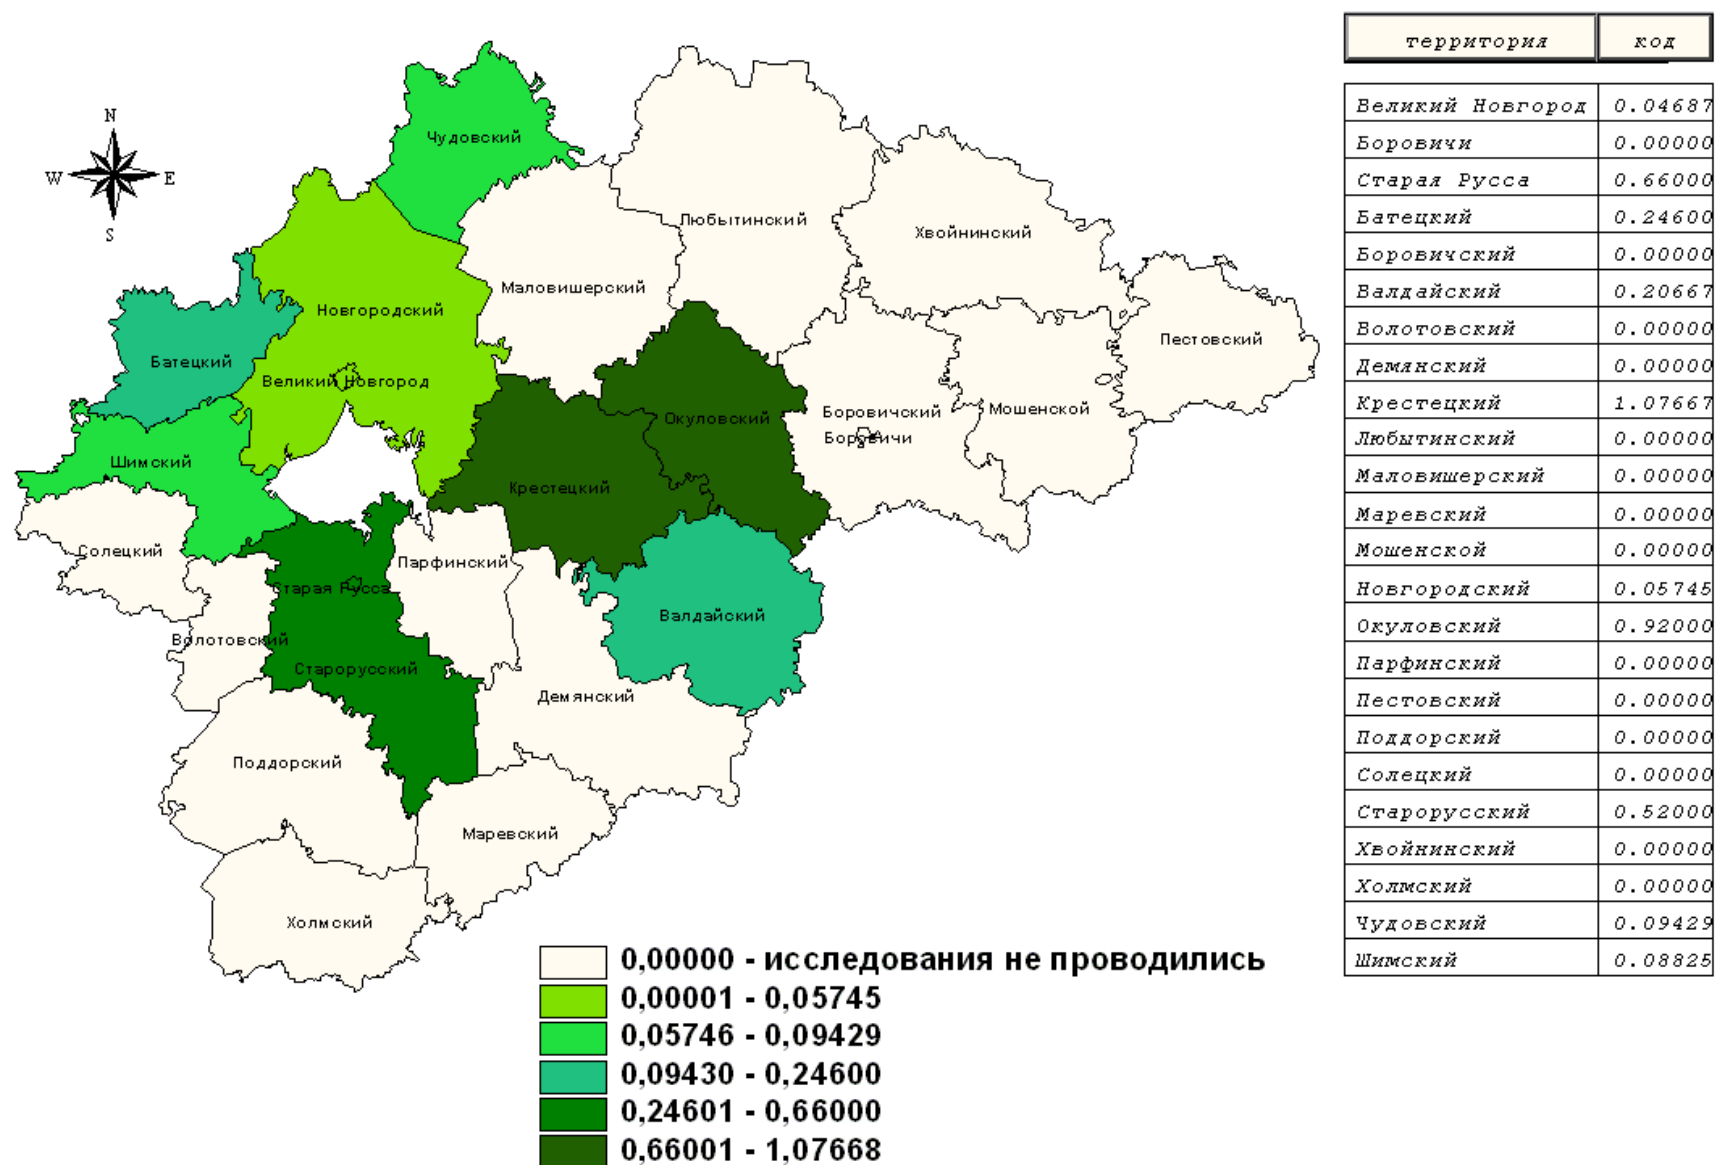 N
W E
S
Чудовский
Любытинский
Хвойнинский
Маловишерский
Новгородский
Пестовский
Батецкий
Великий Новгород
Окуловский
Боровичский
Мошенской
Боровичи
Шимский
Крестецкий
Солецкий
Парфинский
Старая Русса
Валдайский
Волотовский
Старорусский
Демянский
Поддорский
Маревский
Холмский
0,00000 - исследования не проводились
0,00001 - 0,05745
0,05746 - 0,09429
0,09430 - 0,24600
0,24601 - 0,66000
0,66001 - 1,07668
территория код
Великий Новгород 0.04687
Боровичи 0.00000
Старая Русса 0.66000
Батецкий 0.24600
Боровичский 0.00000
Валдайский 0.20667
Волотовский 0.00000
Демянский 0.00000
Крестецкий 1.07667
Любытинский 0.00000
Маловишерский 0.00000
Маревский 0.00000
Мошенской 0.00000
Новгородский 0.05745
Окуловский 0.92000
Парфинский 0.00000
Пестовский 0.00000
Поддорский 0.00000
Солецкий 0.00000
Старорусский 0.52000
Хвойнинский 0.00000
Холмский 0.00000
Чудовский 0.09429
Шимский 0.08825